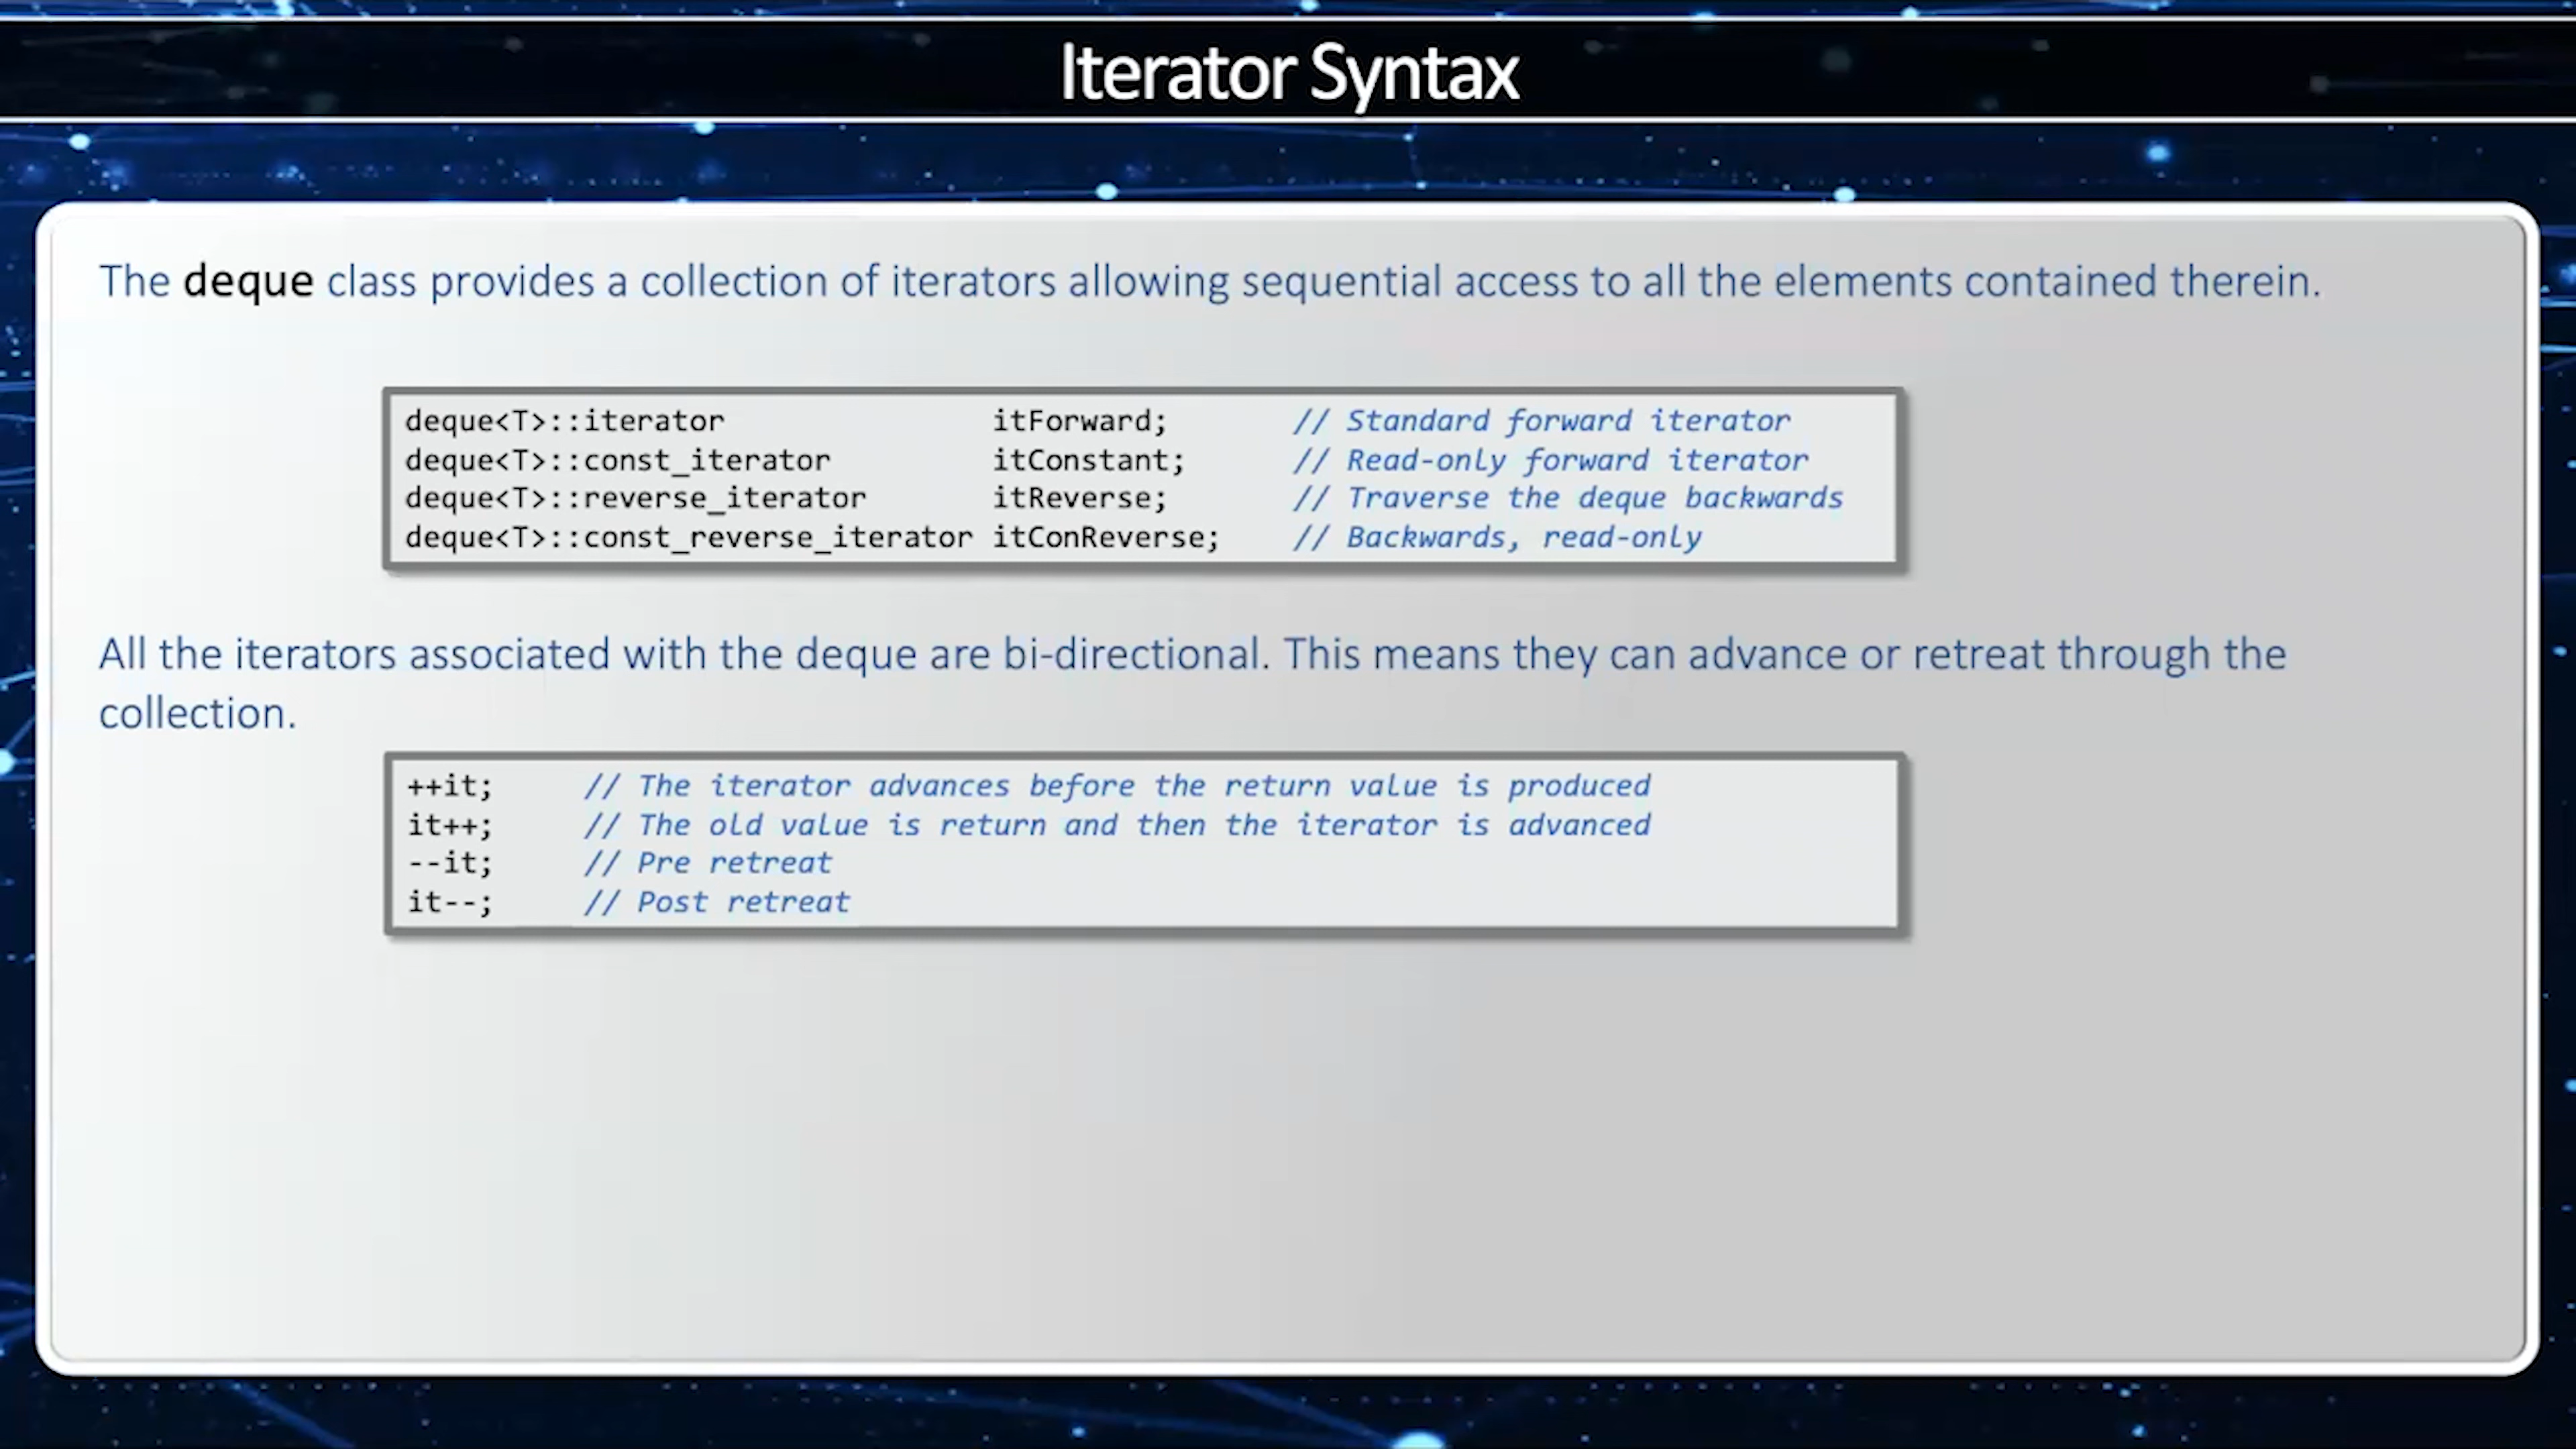 Iterator Syntax
The deque class provides a collection of iterators allowing sequential access to all the elements contained therein.
deque<T>::iterator itForward; // Standard forward iterator
deque<T>::const_iterator itConstant; // Read-only forward iterator
deque<T>::reverse_iterator itReverse; // Traverse the deque backwards
deque<T>::const_reverse_iterator itConReverse; // Backwards, read-only
All the iterators associated with the deque are bi-directional. This means they can advance or retreat through the
collection.
++it; // The iterator advances before the return value is produced
it++; // The old value is return and then the iterator is advanced
--it; // Pre retreat
it--; // Post retreat